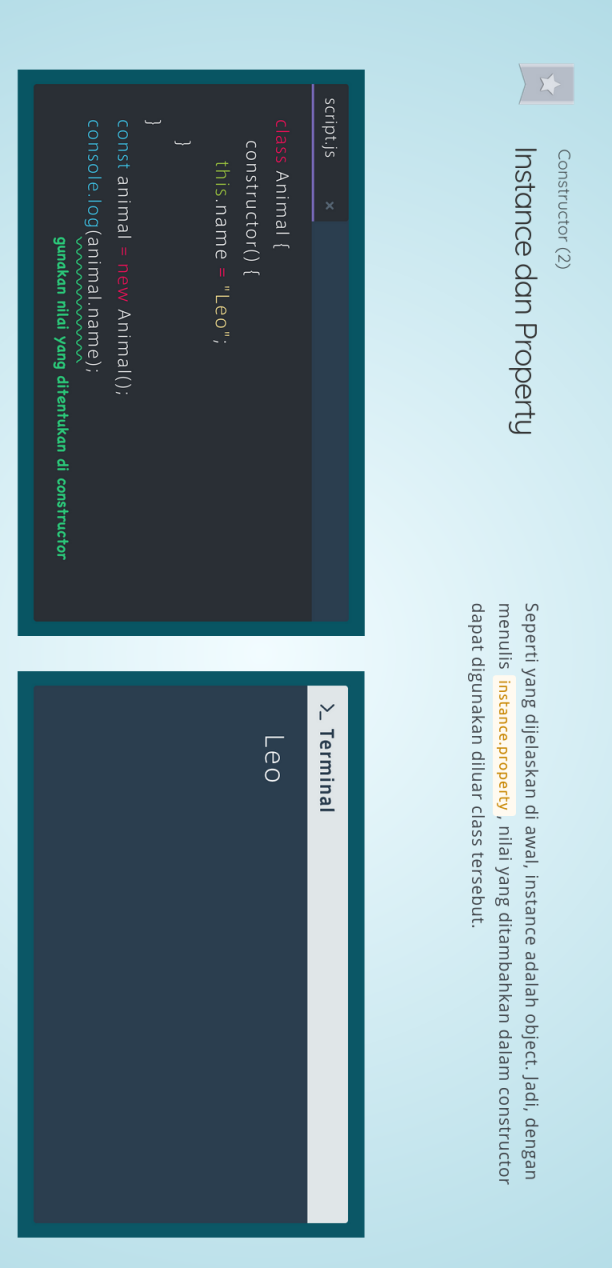 Constructor (2)
Instance dan Property
Seperti yang dijelaskan di awal, instance adalah object. Jadi, dengan
menulis instance.property, nilai yang ditambahkan dalam constructor
dapat digunakan diluar class tersebut.
script.js ×
class Animal {
constructor() {
this.name = "Leo";
}
}
const animal = new Animal();
console.log(animal.name);
gunakan nilai yang ditentukan di constructor
>_ Terminal
Leo